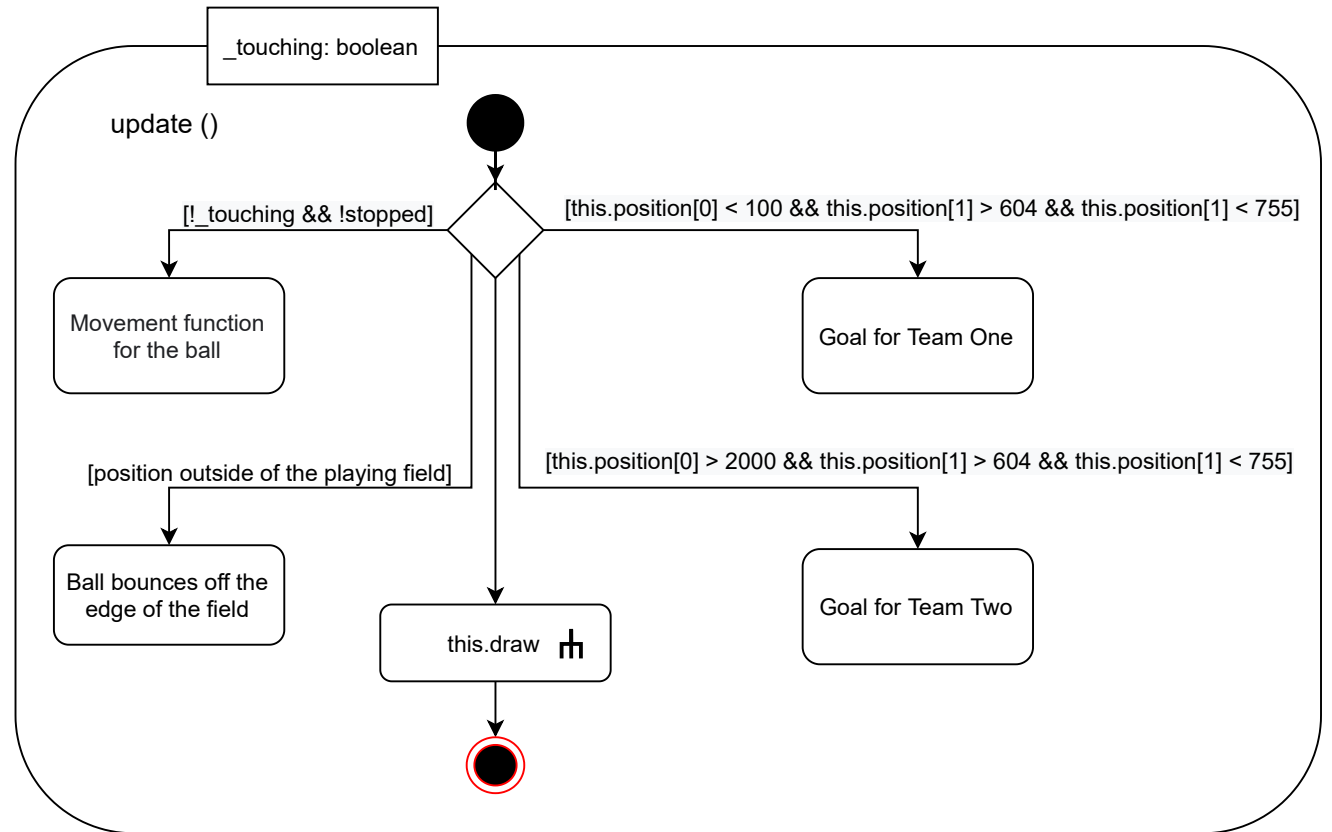 _touching: boolean
update ()
[!_touching && !stopped]
[this.position[0] < 100 && this.position[1] > 604 && this.position[1] < 755]
Movement function
for the ball
Goal for Team One
[position outside of the playing field]
[this.position[0] > 2000 && this.position[1] > 604 && this.position[1] < 755]
Ball bounces off the
edge of the field
this.draw
Goal for Team Two